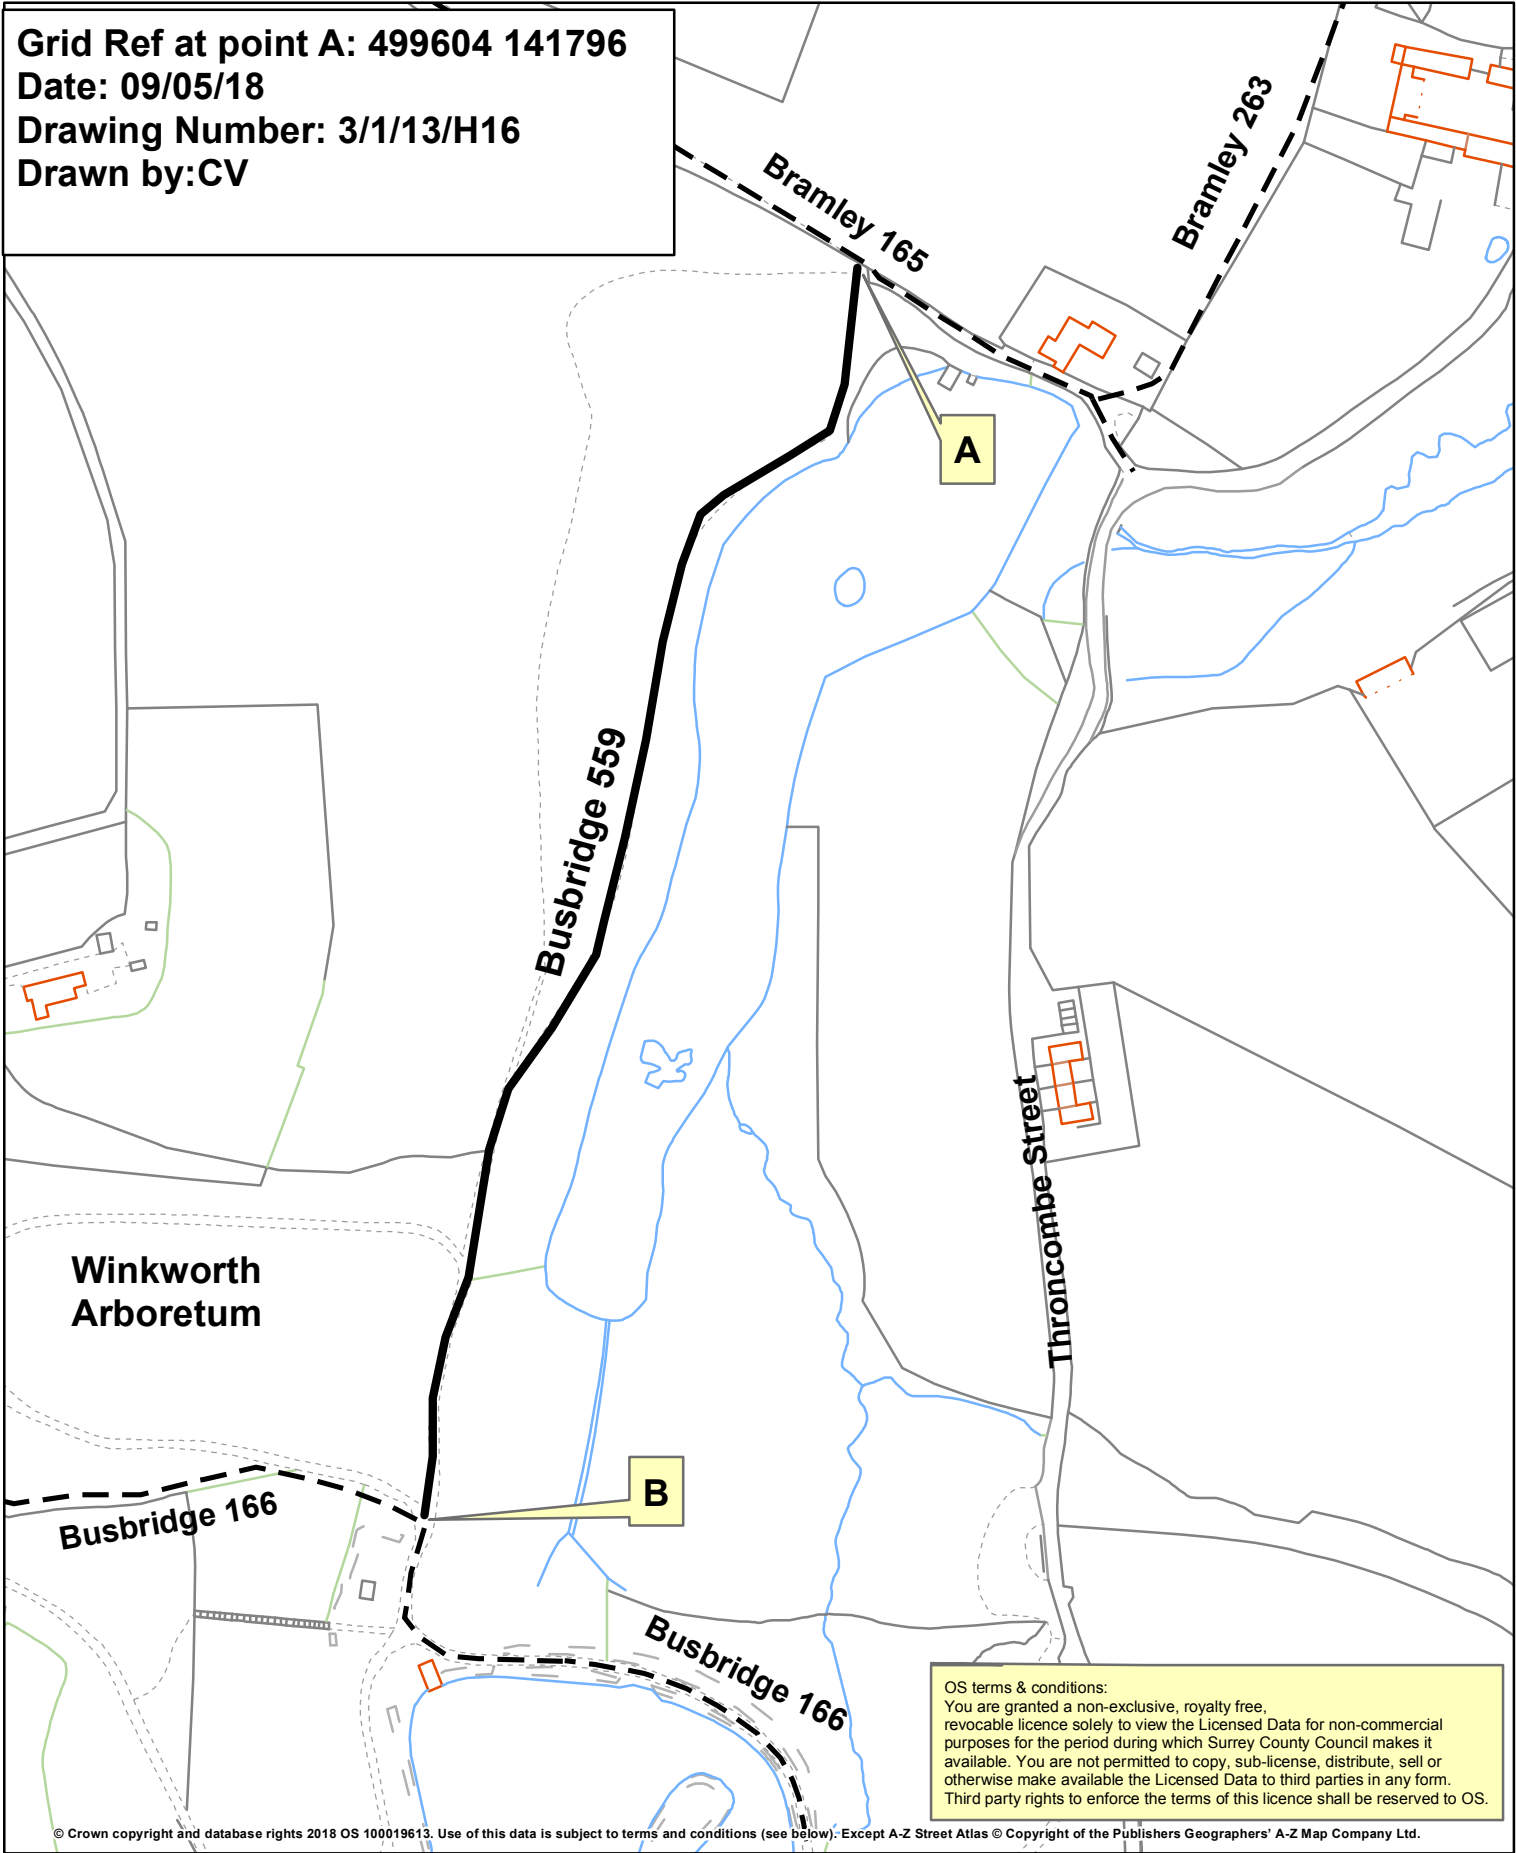 Grid Ref at point A: 499604 141796
Date: 09/05/18
Drawing Number: 3/1/13/H16
Drawn by:CV
Bramley 165
Bramley 263
A
Busbridge 559
Throncombe Street
Winkworth
Arboretum
B
Busbridge 166
Busbridge 166
OS terms & conditions:
You are granted a non-exclusive, royalty free,
revocable licence solely to view the Licensed Data for non-commercial
purposes for the period during which Surrey County Council makes it
available. You are not permitted to copy, sub-license, distribute, sell or
otherwise make available the Licensed Data to third parties in any form.
Third party rights to enforce the terms of this licence shall be reserved to OS.
© Crown copyright and database rights 2018 OS 100019613. Use of this data is subject to terms and conditions (see below). Except A-Z Street Atlas © Copyright of the Publishers Geographers' A-Z Map Company Ltd.